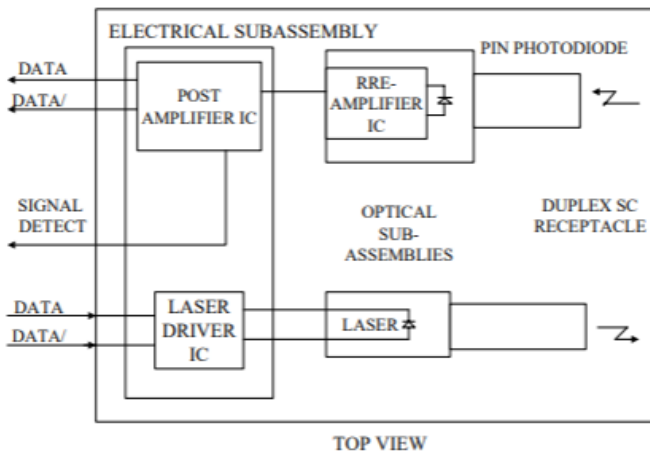 ELECTRICAL SUBASSEMBLY
PIN PHOTODIODE
DATA
DATA/
POST
AMPLIFIER IC
RRE-
AMPLIFIER
IC
SIGNAL
DETECT
OPTICAL
SUB-
ASSEMBLIES
DUPLEX SC
RECEPTACLE
DATA
DATA/
LASER
DRIVER
IC
LASER
TOP VIEW